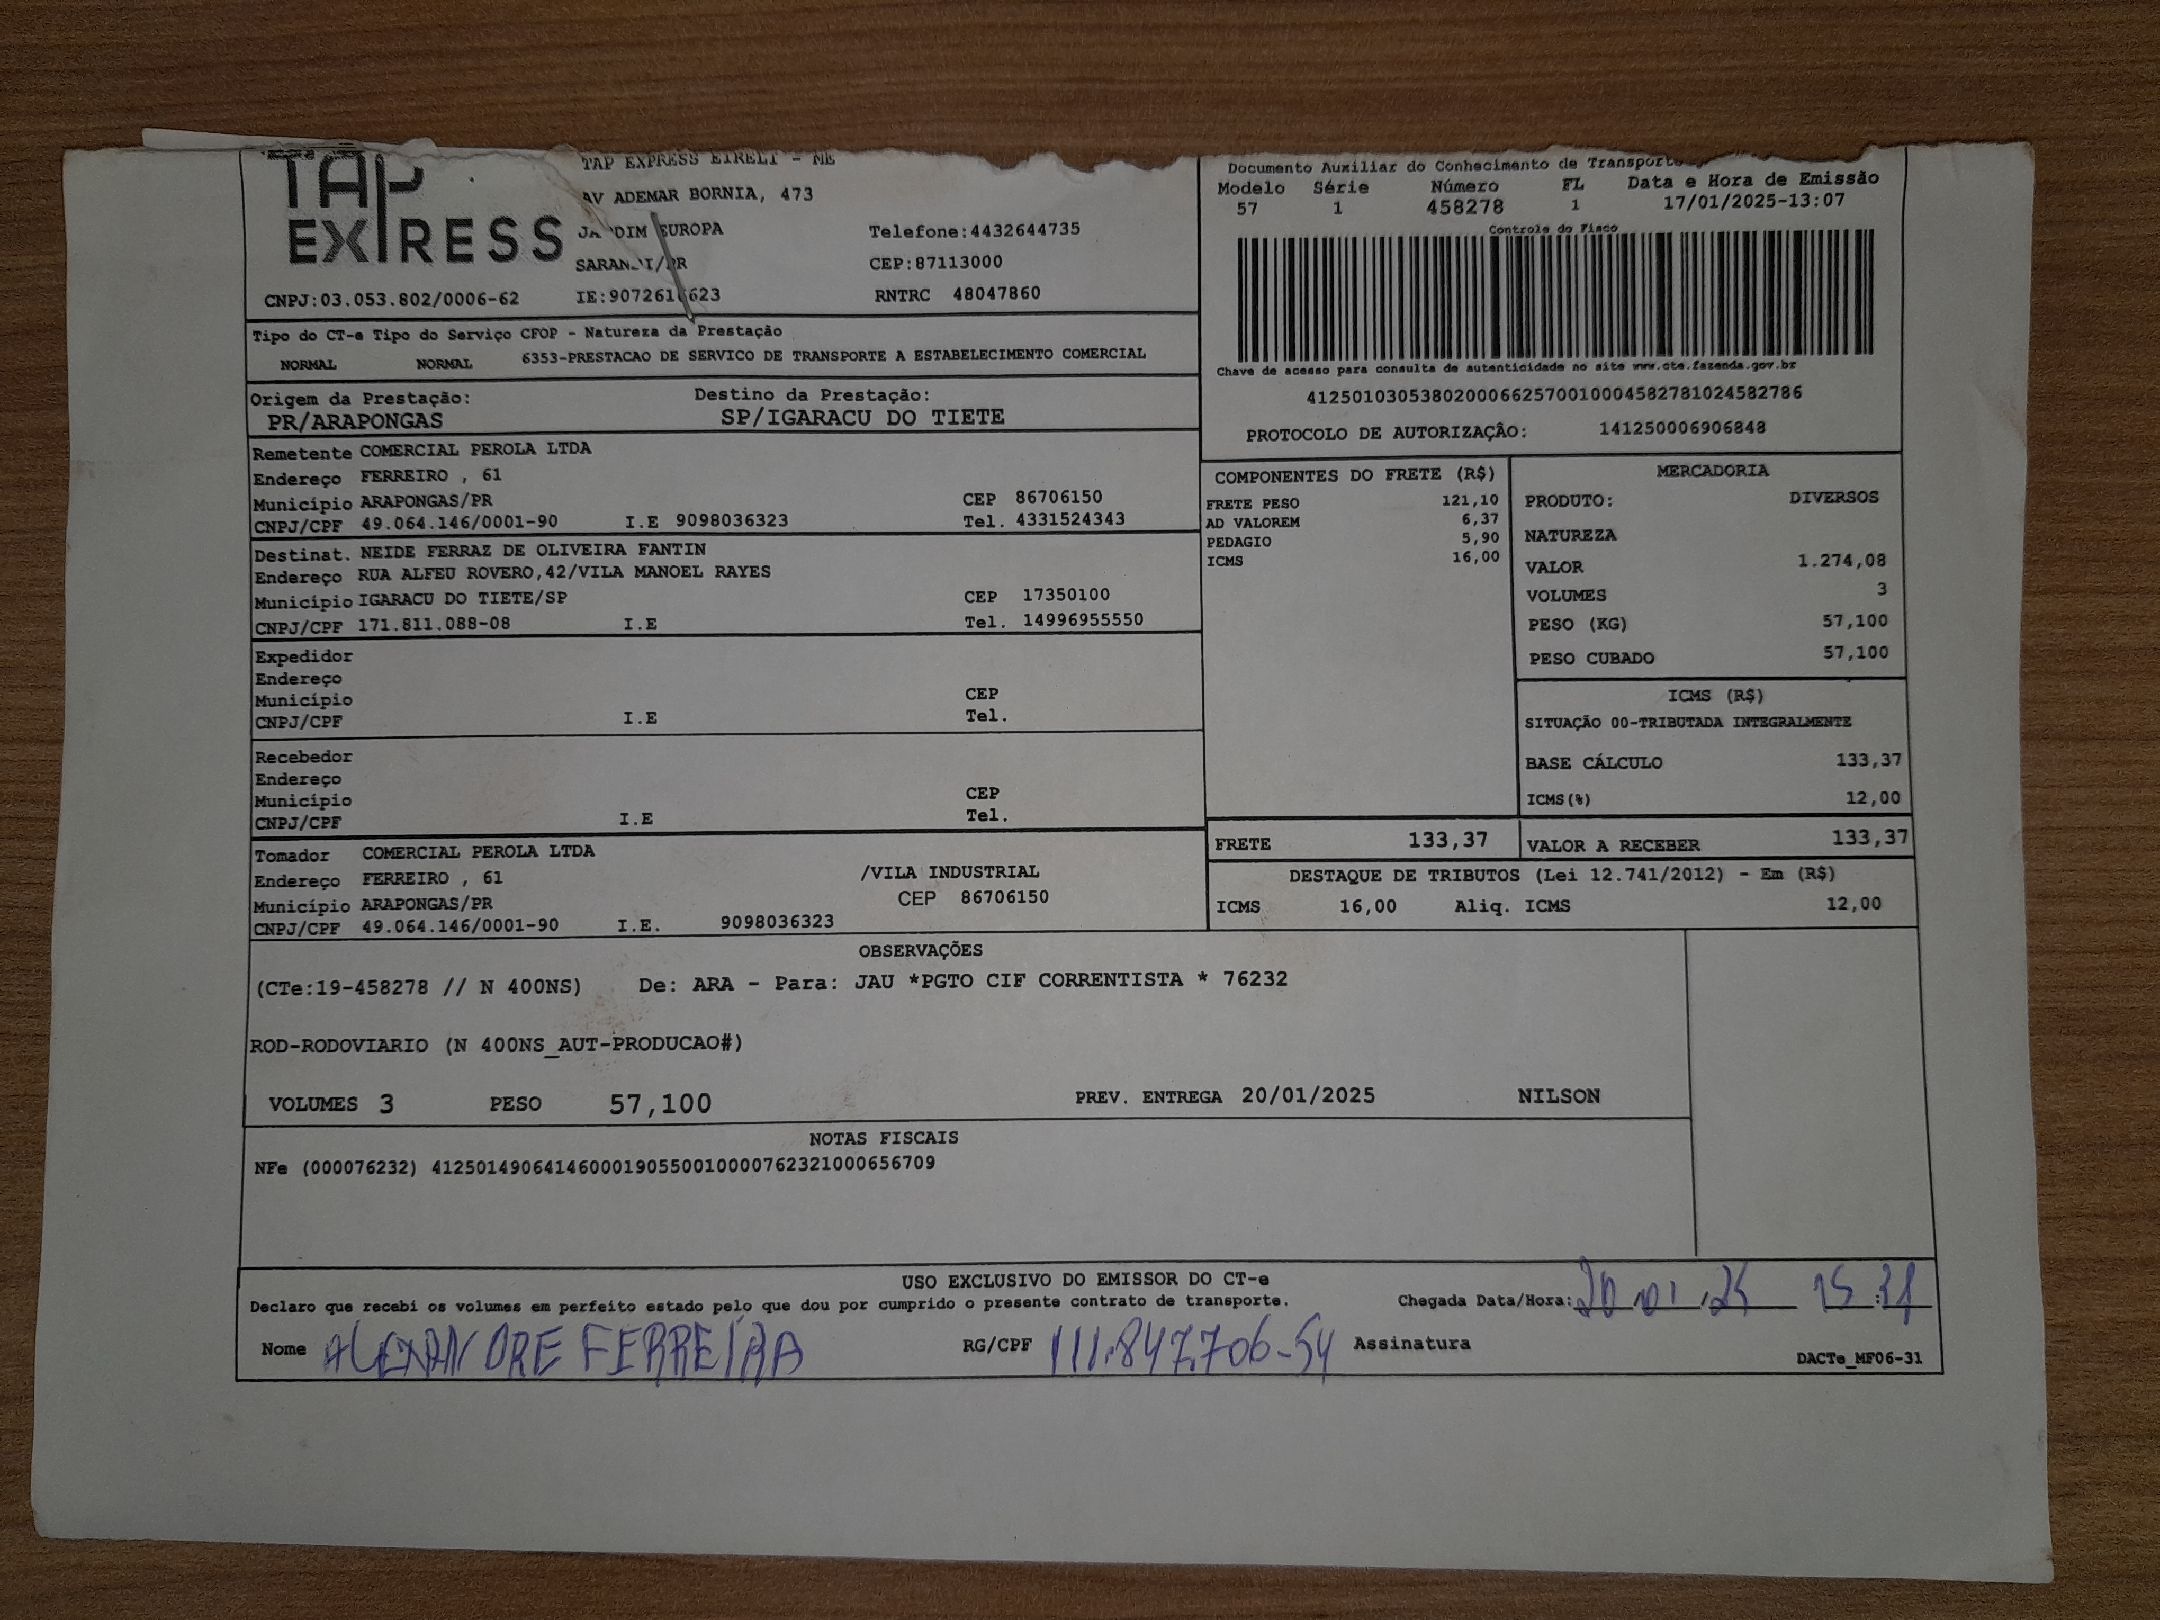 TAP EXPRESS
TAP EXPRESS EIRELI - ME
AV ADEMAR BORNIA, 473
JARDIM EUROPA Telefone:4432644735
SARANDI/PR CEP:87113000
CNPJ:03.053.802/0006-62 RNTRC 48047860
Tipo do CT-e Tipo do Serviço CFOP - Natureza da Prestação
NORMAL NORMAL 6353-PRESTACAO DE SERVICO DE TRANSPORTE A ESTABELECIMENTO COMERCIAL
Origem da Prestação: Destino da Prestação:
PR/ARAPONGAS SP/IGARACU DO TIETE
Remetente COMERCIAL PEROLA LTDA
Endereço FERREIRO , 61
Município ARAPONGAS/PR CEP 86706150
CNPJ/CPF 49.064.146/0001-90 I.E 9098036323 Tel. 4331524343
Destinat. NEIDE FERRAZ DE OLIVEIRA FANTIN
Endereço RUA ALFEU ROVERO,42/VILA MANOEL RAYES
Município IGARACU DO TIETE/SP CEP 17350100
CNPJ/CPF 171.811.088-08 I.E Tel. 14996955550
Expedidor
Endereço
Município CEP
CNPJ/CPF I.E Tel.
Recebedor
Endereço
Município CEP
CNPJ/CPF I.E Tel.
Tomador COMERCIAL PEROLA LTDA
Endereço FERREIRO , 61 /VILA INDUSTRIAL
Município ARAPONGAS/PR CEP 86706150
CNPJ/CPF 49.064.146/0001-90 I.E. 9098036323
Documento Auxiliar do Conhecimento de Transporte
Modelo Série Número FL Data e Hora de Emissão
57 1 458278 1 17/01/2025-13:07
Controle do Fisco
Chave de acesso para consulta de autenticidade no site www.cte.fazenda.gov.br
41250103053802000662570010004582781024582786
PROTOCOLO DE AUTORIZAÇÃO: 141250006906848
COMPONENTES DO FRETE (R$)
FRETE PESO 121,10
AD VALOREM 6,37
PEDAGIO 5,90
ICMS 16,00
MERCADORIA
PRODUTO: DIVERSOS
NATUREZA
VALOR 1.274,08
VOLUMES 3
PESO (KG) 57,100
PESO CUBADO 57,100
ICMS (R$)
SITUAÇÃO 00-TRIBUTADA INTEGRALMENTE
BASE CÁLCULO 133,37
ICMS(%) 12,00
FRETE 133,37 VALOR A RECEBER 133,37
DESTAQUE DE TRIBUTOS (Lei 12.741/2012) - Em (R$)
ICMS 16,00 Aliq. ICMS 12,00
OBSERVAÇÕES
(CTe:19-458278 // N 400NS) De: ARA - Para: JAU *PGTO CIF CORRENTISTA * 76232
ROD-RODOVIARIO (N 400NS_AUT-PRODUCAO#)
VOLUMES 3 PESO 57,100 PREV. ENTREGA 20/01/2025 NILSON
NOTAS FISCAIS
NFe (000076232) 41250149064146000190550010000762321000656709
USO EXCLUSIVO DO EMISSOR DO CT-e
Declaro que recebi os volumes em perfeito estado pelo que dou por cumprido o presente contrato de transporte. Chegada Data/Hora: 20 01
Nome ALEXANDRE FERREIRA RG/CPF 111.847.706-54 Assinatura
DACTe_MF06-31